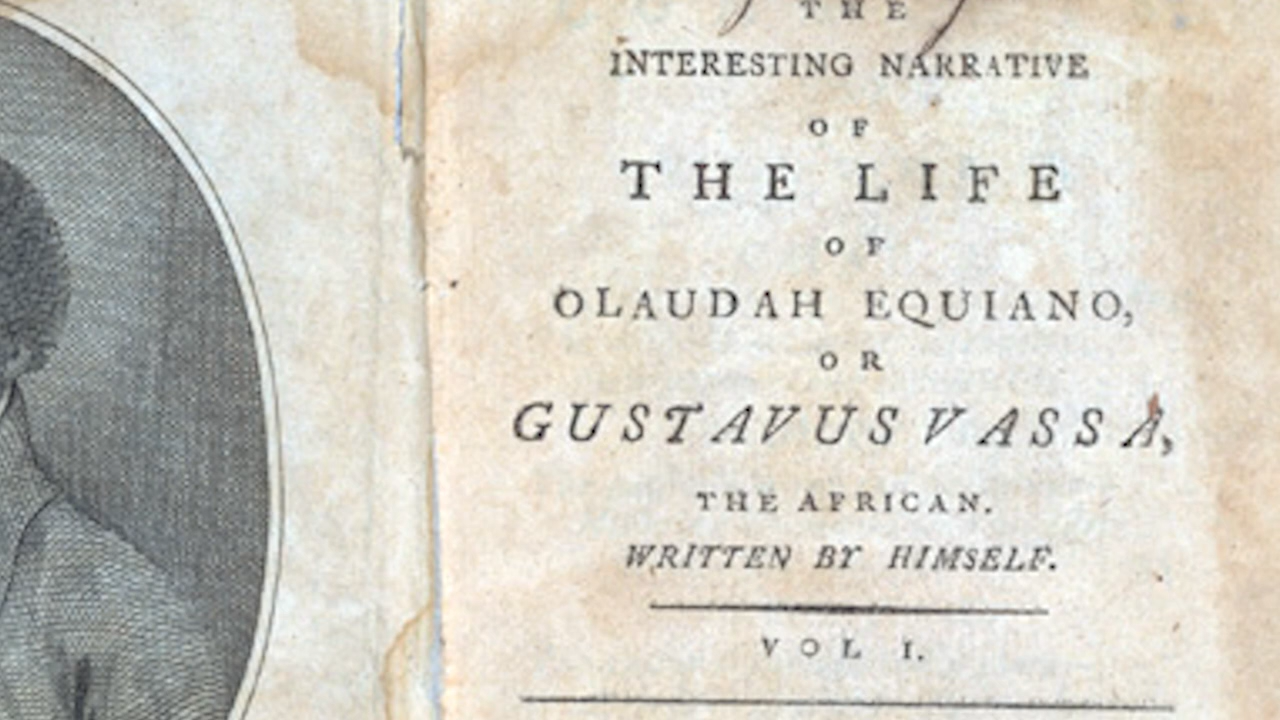 THE
INTERESTING NARRATIVE
OF
THE LIFE
OF
OLAUDAH EQUIANO,
OR
GUSTAVUS VASSA,
THE AFRICAN.
WRITTEN BY HIMSELF.
VOL I.